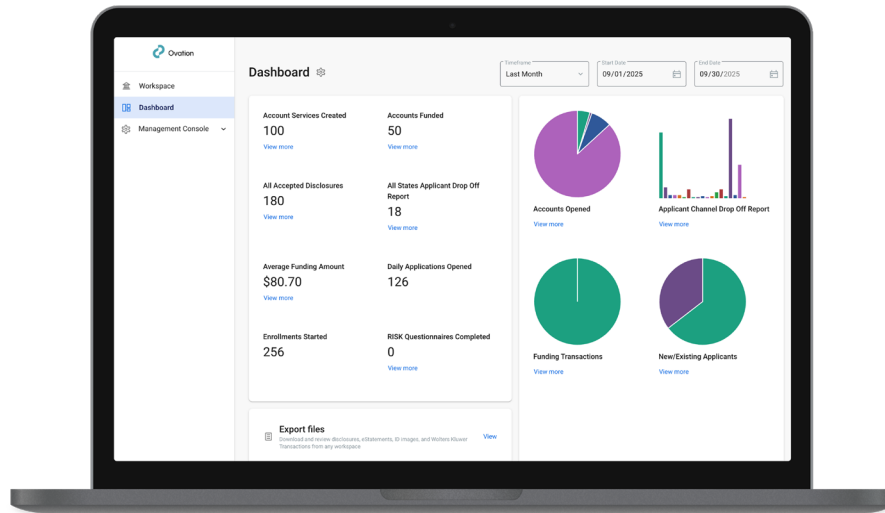 Ovation
Workspace
Dashboard
Management Console
Dashboard
Timeframe
Last Month
Start Date
09/01/2025
End Date
09/30/2025
Account Services Created
100
View more
Accounts Funded
50
View more
All Accepted Disclosures
180
View more
All States Applicant Drop Off
Report
18
View more
Average Funding Amount
$80.70
View more
Daily Applications Opened
126
Enrollments Started
256
RISK Questionnaires Completed
0
View more
Accounts Opened
View more
Applicant Channel Drop Off Report
View more
Funding Transactions
View more
New/Existing Applicants
View more
Export files
Download and review disclosures, eStatements, ID images, and Wolters Kluwer
Transactions from any workspace
View